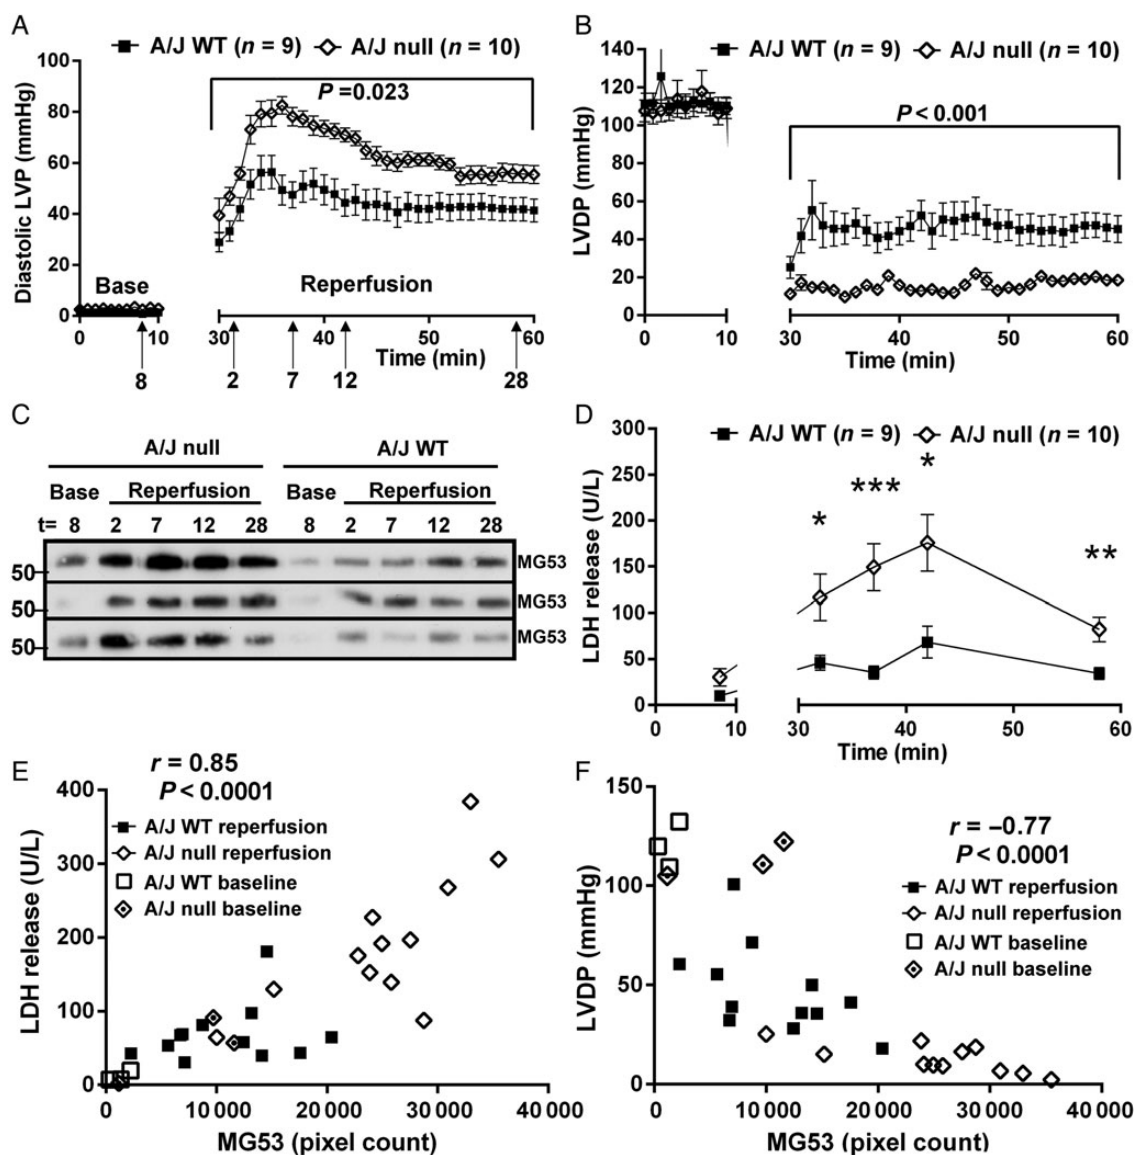 A
A/J WT (n = 9) A/J null (n = 10)
P =0.023
Diastolic LVP (mmHg)
100
80
60
40
20
0
Base
Reperfusion
0 10 30 40 50 60
Time (min)
8 2 7 12 28
B
A/J WT (n = 9) A/J null (n = 10)
P < 0.001
LVDP (mmHg)
140
120
100
80
60
40
20
0
0 10 30 40 50 60
Time (min)
C
A/J null A/J WT
Base Reperfusion Base Reperfusion
t= 8 2 7 12 28 8 2 7 12 28
50 MG53
50 MG53
50 MG53
D
A/J WT (n = 9) A/J null (n = 10)
LDH release (U/L)
300
250
200
150
100
50
0
* *** * **
0 10 30 40 50 60
Time (min)
E
r = 0.85
P < 0.0001
A/J WT reperfusion
A/J null reperfusion
A/J WT baseline
A/J null baseline
LDH release (U/L)
400
300
200
100
0
0 10 000 20 000 30 000 40 000
MG53 (pixel count)
F
r = –0.77
P < 0.0001
A/J WT reperfusion
A/J null reperfusion
A/J WT baseline
A/J null baseline
LVDP (mmHg)
150
100
50
0
0 10 000 20 000 30 000 40 000
MG53 (pixel count)